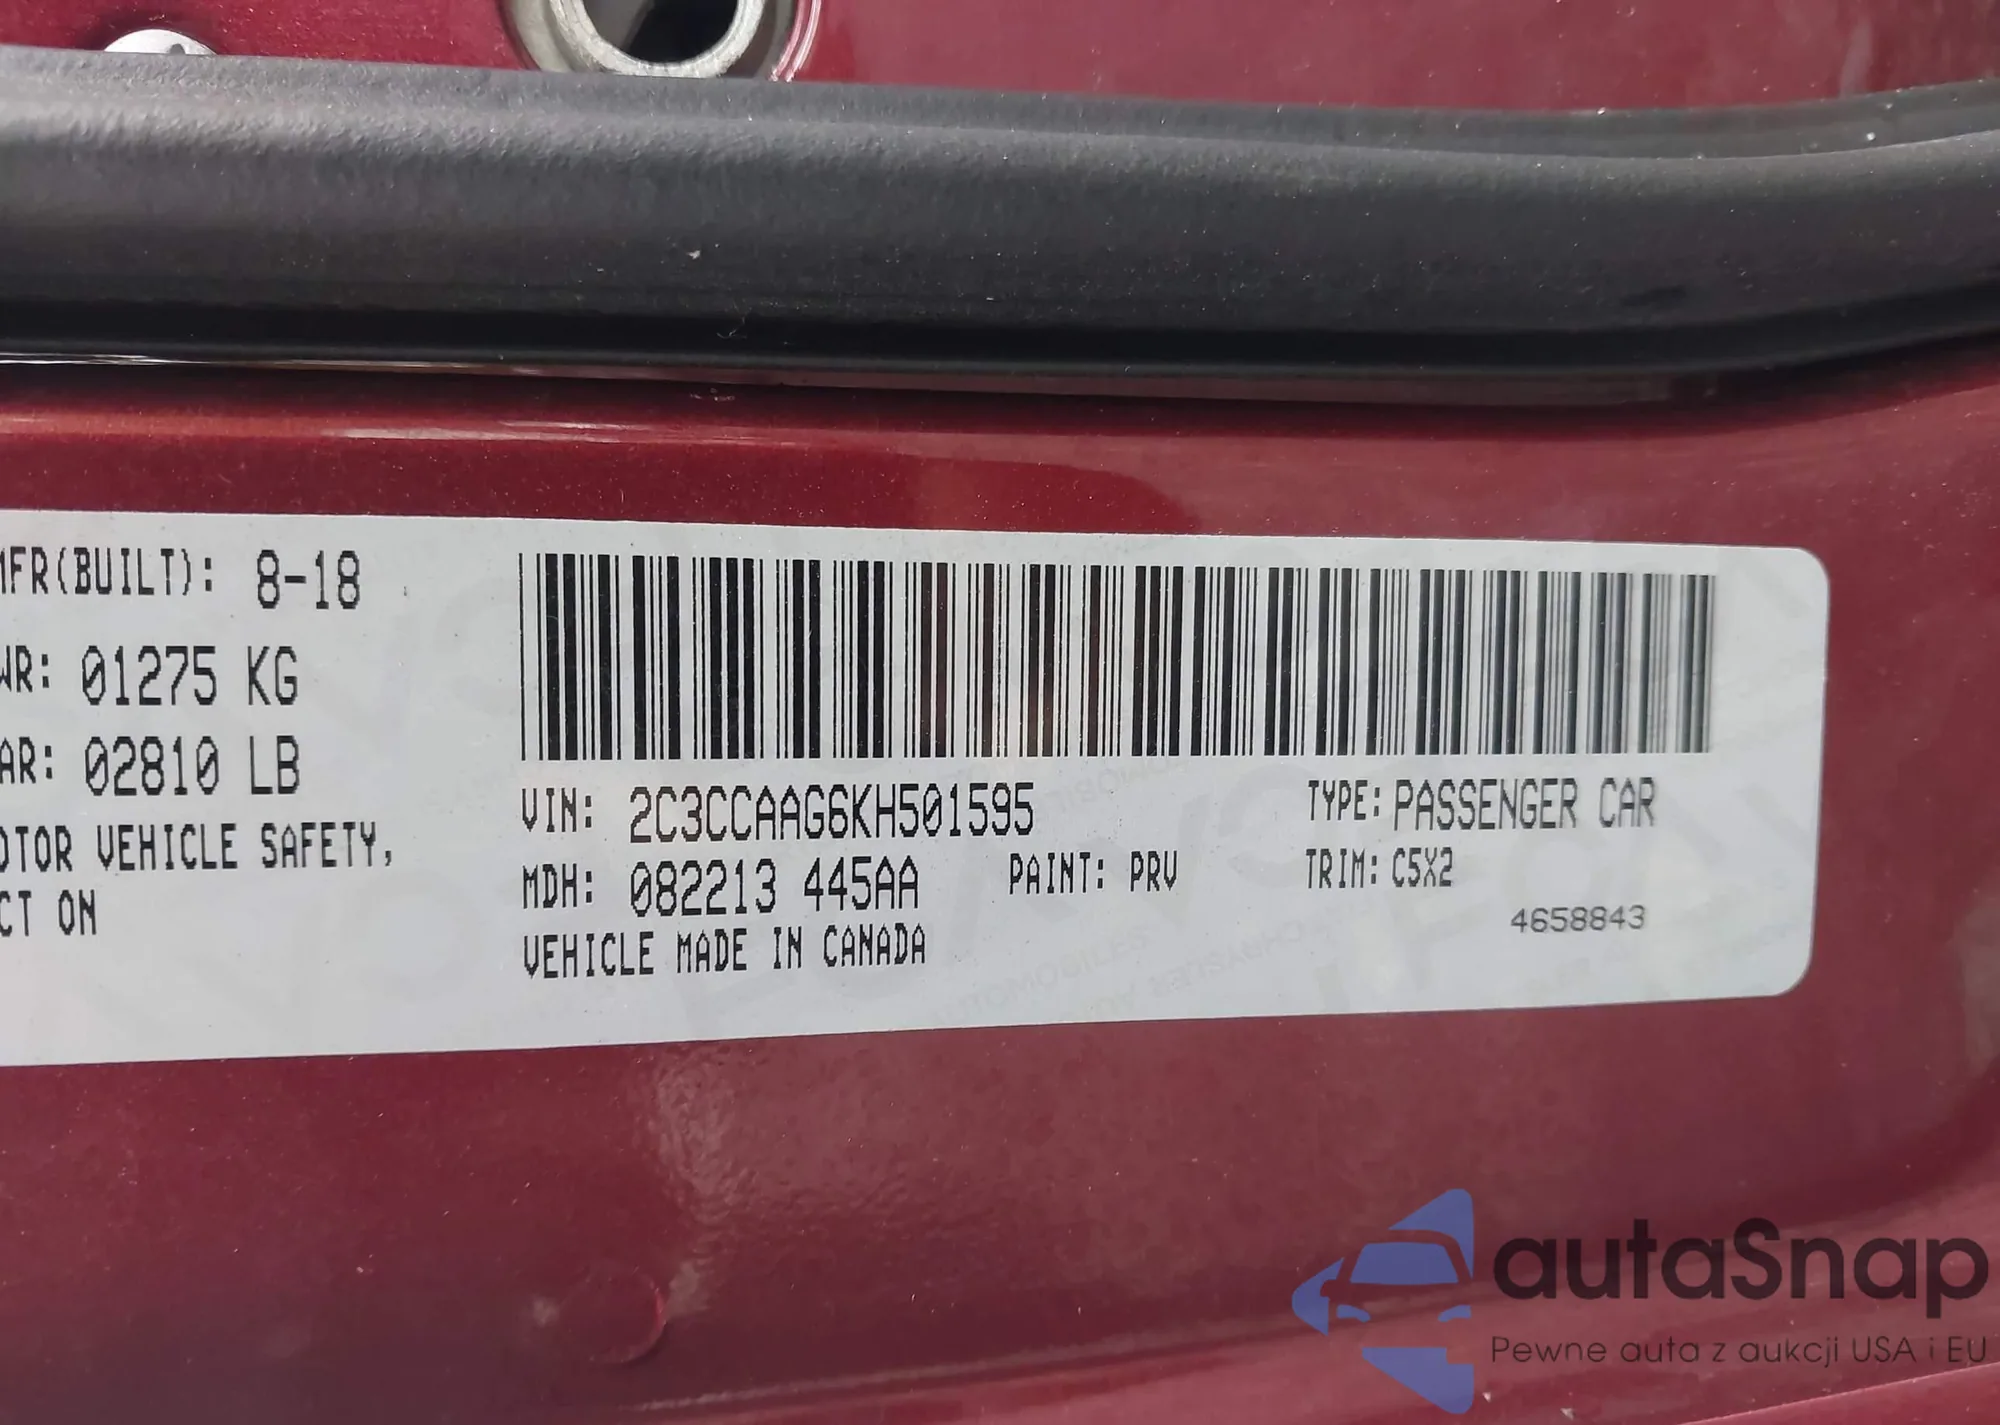 MFR(BUILT): 8-18
WR: 01275 KG
AR: 02810 LB
OTOR VEHICLE SAFETY,
CT ON
VIN: 2C3CCAAG6KH501595
TYPE: PASSENGER CAR
MDH: 082213 445AA
PAINT: PRV
TRIM: C5X2
VEHICLE MADE IN CANADA
4658843
autaSnap
Pewne auta z aukcji USA i EU